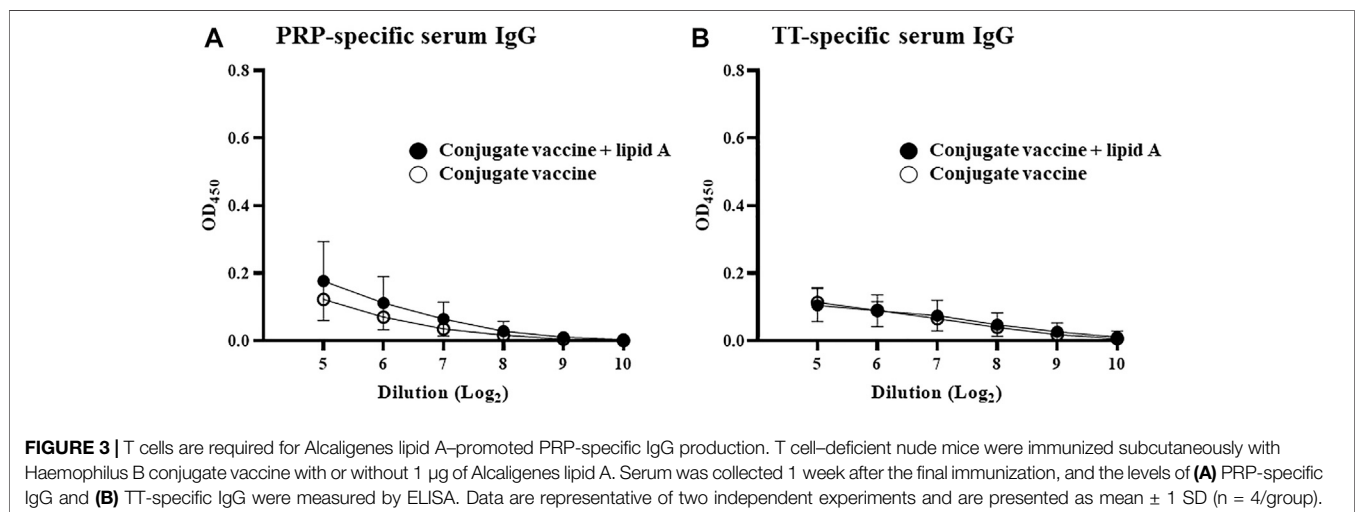 A PRP-specific serum IgG
0.8
0.6
0.4
0.2
0.0
OD450
Conjugate vaccine + lipid A
Conjugate vaccine
5 6 7 8 9 10
Dilution (Log2)
B TT-specific serum IgG
0.8
0.6
0.4
0.2
0.0
OD450
Conjugate vaccine + lipid A
Conjugate vaccine
5 6 7 8 9 10
Dilution (Log2)
FIGURE 3 | T cells are required for Alcaligenes lipid A–promoted PRP-specific IgG production. T cell–deficient nude mice were immunized subcutaneously with
Haemophilus B conjugate vaccine with or without 1 µg of Alcaligenes lipid A. Serum was collected 1 week after the final immunization, and the levels of (A) PRP-specific
IgG and (B) TT-specific IgG were measured by ELISA. Data are representative of two independent experiments and are presented as mean ± 1 SD (n = 4/group).